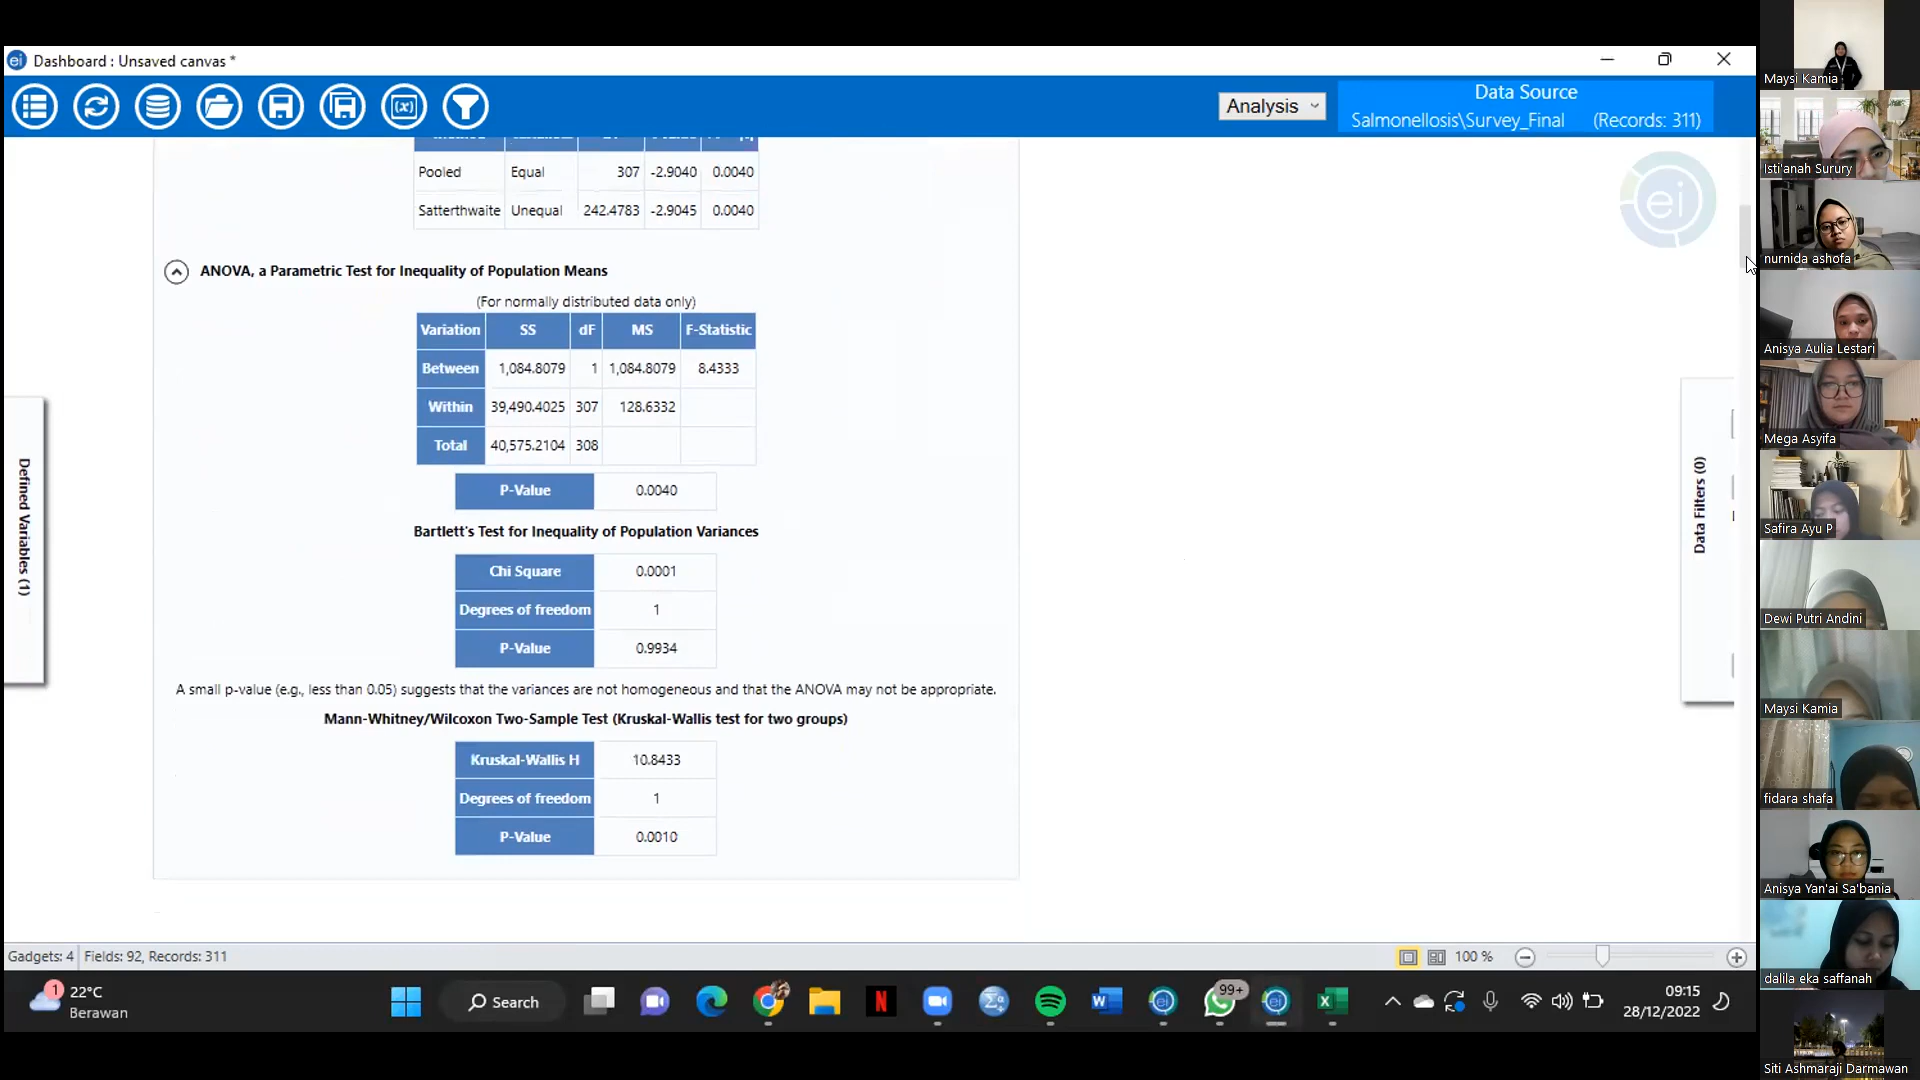 Dashboard : Unsaved canvas *
Analysis
Data Source
Salmonellosis\Survey_Final (Records: 311)
Pooled Equal 307 -2.9040 0.0040
Satterthwaite Unequal 242.4783 -2.9045 0.0040
ANOVA, a Parametric Test for Inequality of Population Means
(For normally distributed data only)
Variation SS dF MS F-Statistic
Between 1,084.8079 1 1,084.8079 8.4333
Within 39,490.4025 307 128.6332
Total 40,575.2104 308
P-Value 0.0040
Bartlett's Test for Inequality of Population Variances
Chi Square 0.0001
Degrees of freedom 1
P-Value 0.9934
A small p-value (e.g., less than 0.05) suggests that the variances are not homogeneous and that the ANOVA may not be appropriate.
Mann-Whitney/Wilcoxon Two-Sample Test (Kruskal-Wallis test for two groups)
Kruskal-Wallis H 10.8433
Degrees of freedom 1
P-Value 0.0010
Defined Variables (1)
Data Filters (0)
ei
Gadgets: 4 Fields: 92, Records: 311
100 %
1
22°C
Berawan
Search
99+
09:15
28/12/2022
Maysi Kamia
Isti'anah Surury
nurnida ashofa
Anisya Aulia Lestari
Mega Asyifa
Safira Ayu P
Dewi Putri Andini
Maysi Kamia
fidara shafa
Anisya Yan'ai Sa'bania
dalila eka saffanah
Siti Ashmaraji Darmawan